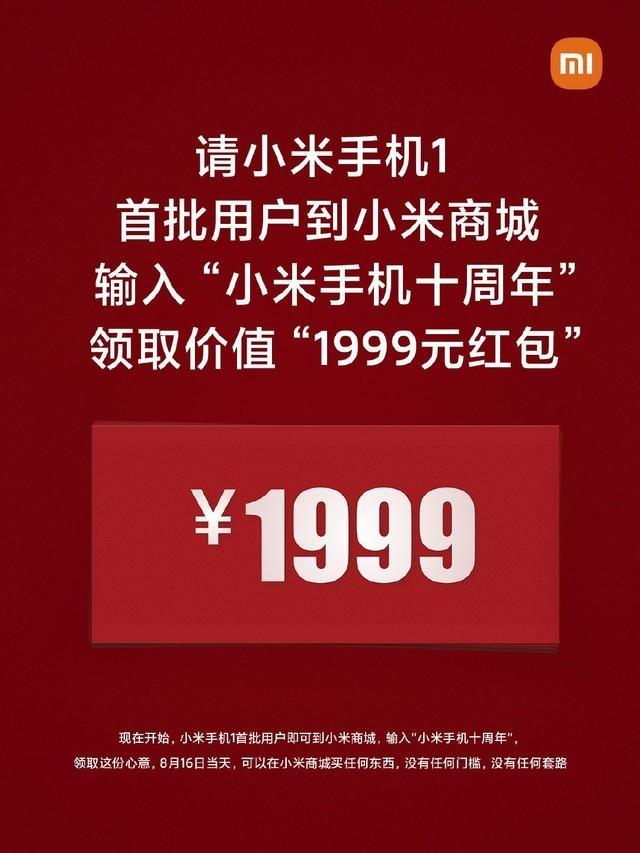 mi
请小米手机1
首批用户到小米商城
输入“小米手机十周年”
领取价值“1999元红包”
¥1999
现在开始，小米手机1首批用户即可到小米商城，输入“小米手机十周年”，
领取这份心意，8月16日当天，可以在小米商城买任何东西，没有任何门槛，没有任何套路